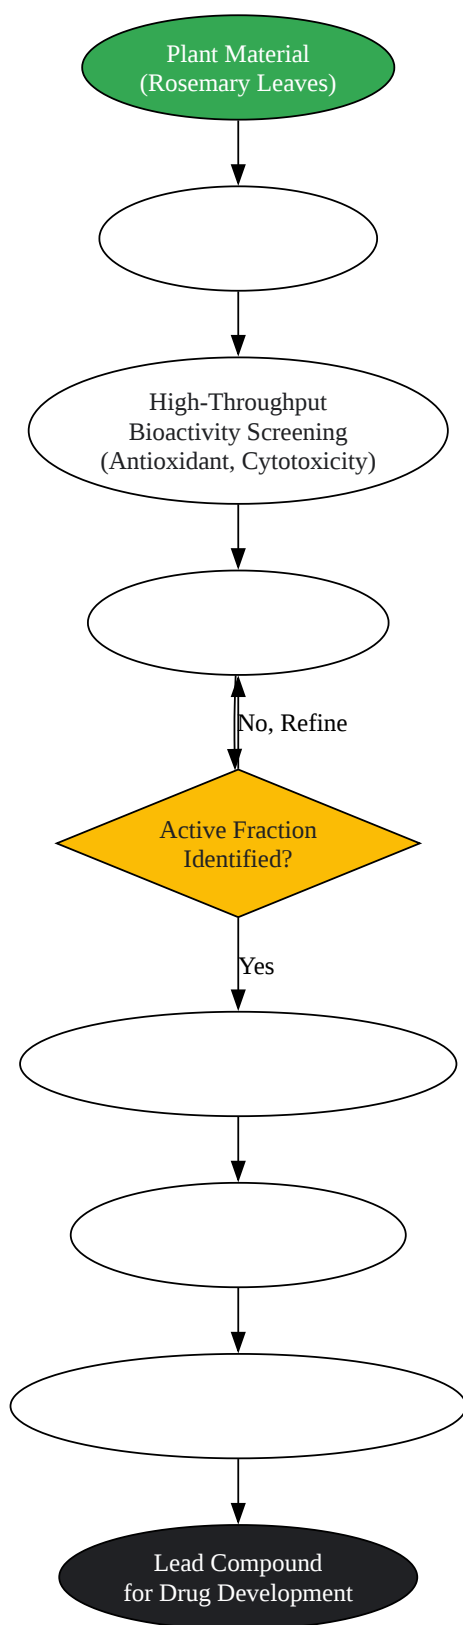 Plant Material
(Rosemary Leaves)
High-Throughput
Bioactivity Screening
(Antioxidant, Cytotoxicity)
No, Refine
Active Fraction
Identified?
Yes
Lead Compound
for Drug Development